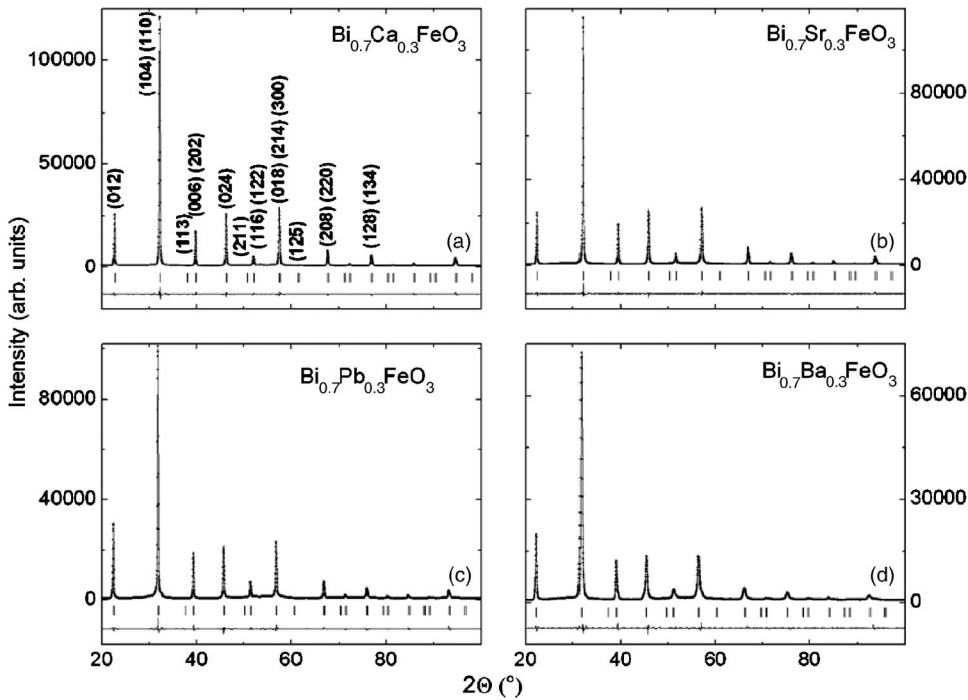 Intensity (arb. units)
Bi0.7Ca0.3FeO3
(012)
(104) (110)
(113)
(006) (202)
(024)
(211)
(116) (122)
(018) (214) (300)
(125)
(208) (220)
(128) (134)
(a)
100000
50000
0
Bi0.7Sr0.3FeO3
(b)
80000
40000
0
Bi0.7Pb0.3FeO3
(c)
80000
40000
0
20 40 60 80
Bi0.7Ba0.3FeO3
(d)
60000
30000
0
20 40 60 80
2Θ (°)